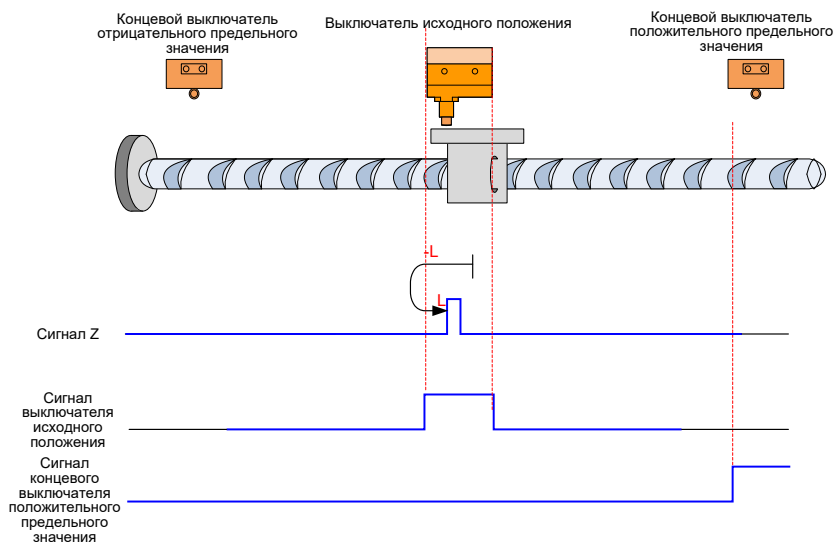 Концевой выключатель
отрицательного предельного
значения
Выключатель исходного положения
Концевой выключатель
положительного предельного
значения
-L
L
Сигнал Z
Сигнал
выключателя
исходного
положения
Сигнал
концевого
выключателя
положительного
предельного
значения